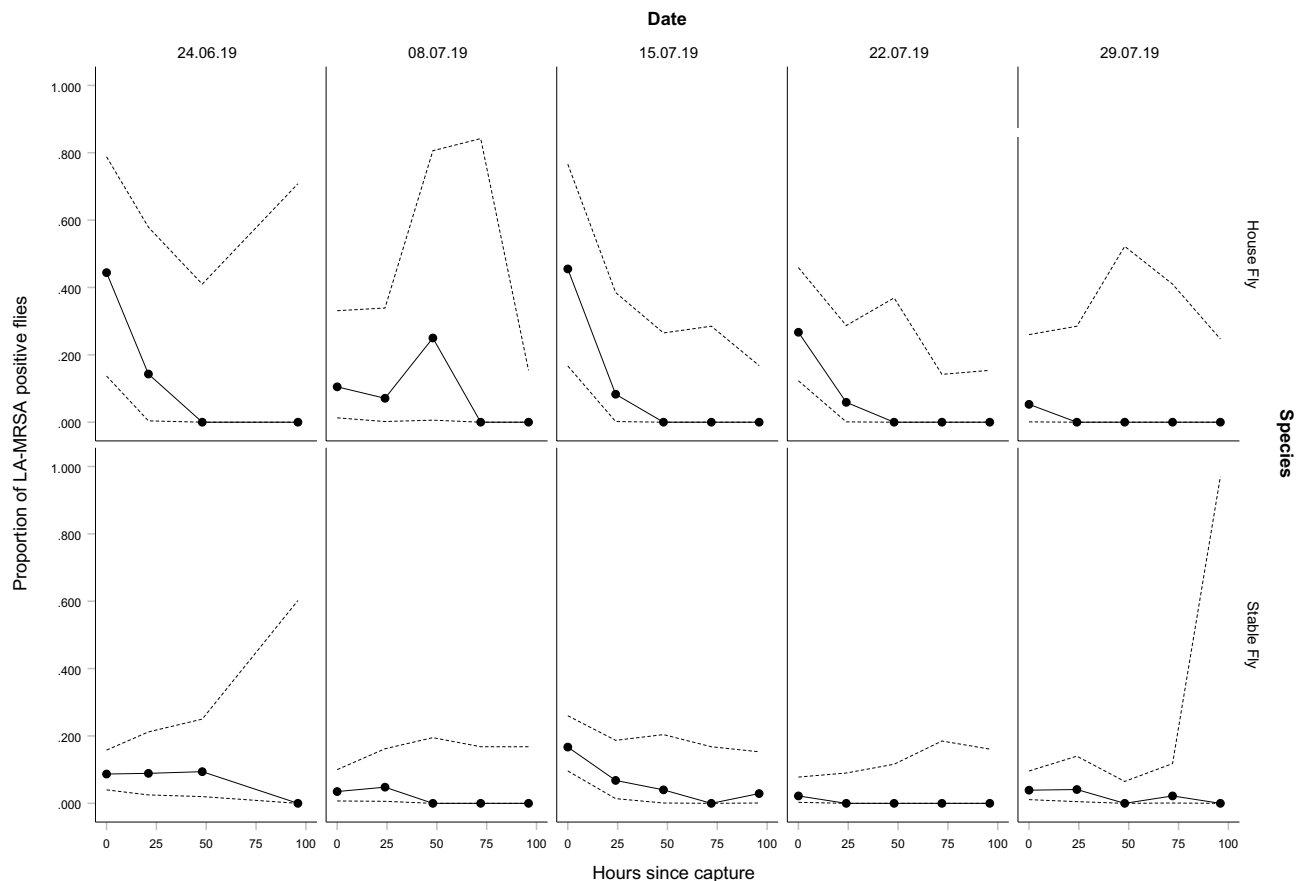 Date
24.06.19 08.07.19 15.07.19 22.07.19 29.07.19
1.000
.800
.600
.400
.200
.000
House Fly
1.000
.800
.600
.400
.200
.000
Stable Fly
Proportion of LA-MRSA positive flies
Species
0 25 50 75 100 0 25 50 75 100 0 25 50 75 100 0 25 50 75 100 0 25 50 75 100
Hours since capture